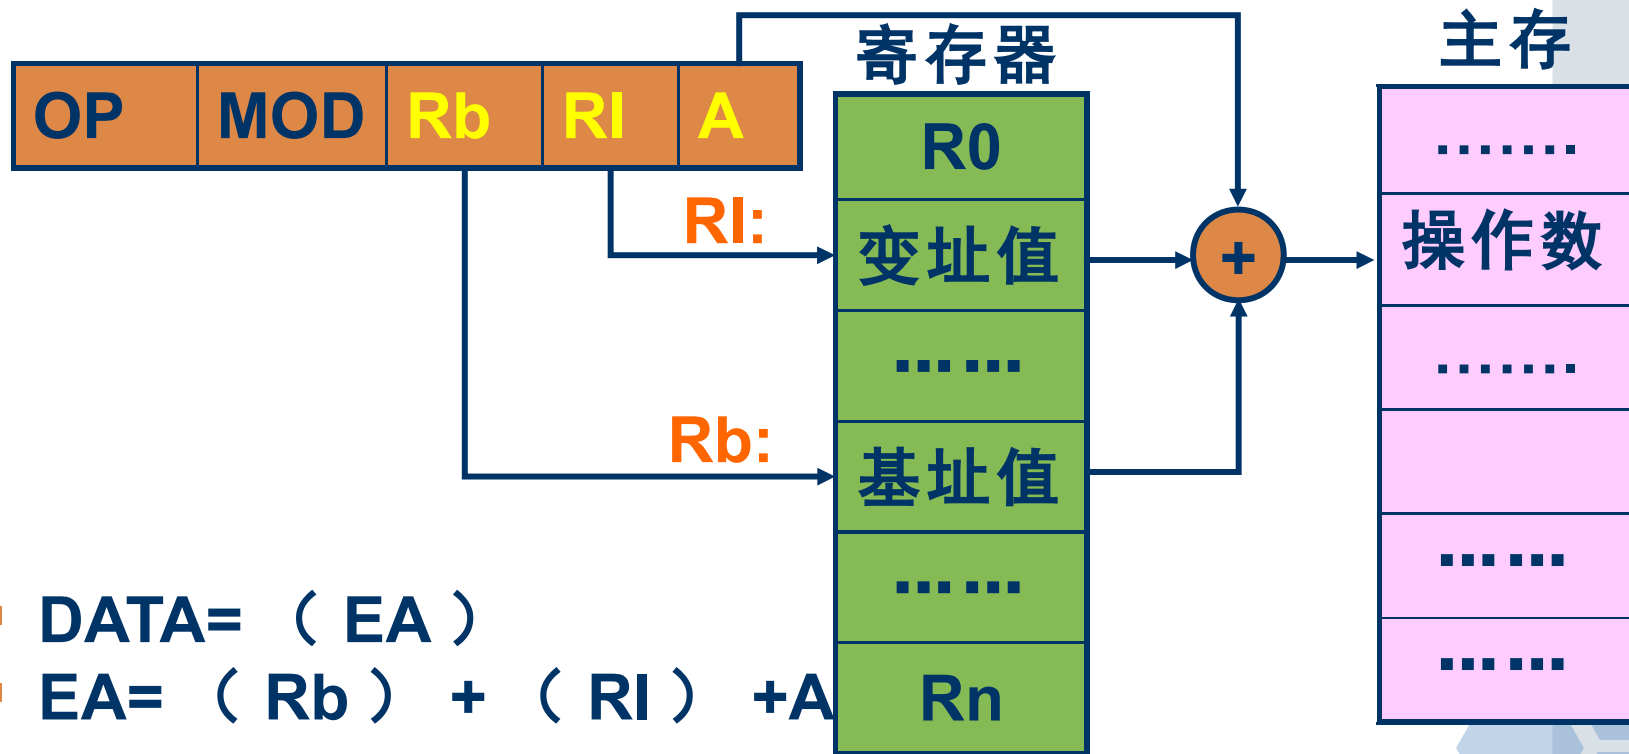 寄存器
主存
OP MOD Rb RI A
R0
.......
RI:
变址值
+
操作数
……
.......
Rb:
基址值
……
……
DATA= （ EA ）
……
EA= （ Rb ） + （ RI ） +A
Rn